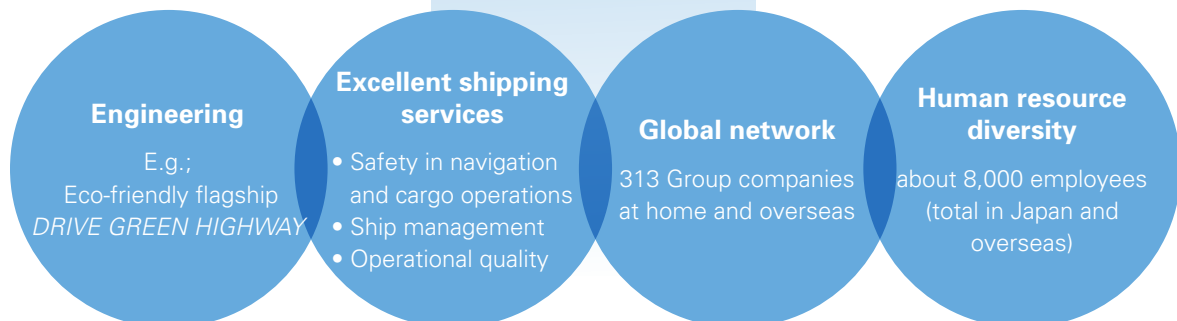 Engineering
E.g.;
Eco-friendly flagship
DRIVE GREEN HIGHWAY
Excellent shipping
services
• Safety in navigation
and cargo operations
• Ship management
• Operational quality
Global network
313 Group companies
at home and overseas
Human resource
diversity
about 8,000 employees
(total in Japan and
overseas)